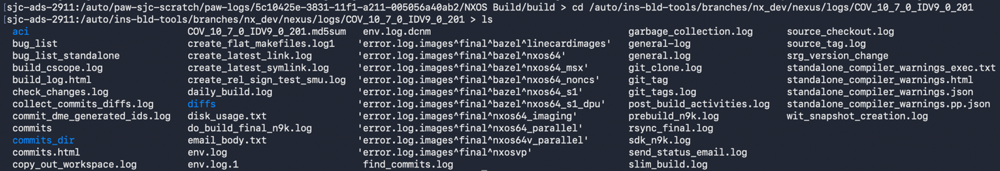 [sjc-ads-2911:/auto/paw-sjc-scratch/paw-logs/5c10425e-3831-11f1-a211-005056a40ab2/NXOS Build/build > cd /auto/ins-bld-tools/branches/nx_dev/nexus/logs/COV_10_7_0_IDV9_0_201
[sjc-ads-2911:/auto/ins-bld-tools/branches/nx_dev/nexus/logs/COV_10_7_0_IDV9_0_201 > ls
aci COV_10_7_0_IDV9_0_201.md5sum env.log.dcnm garbage_collection.log source_checkout.log
bug_list create_flat_makefiles.log1 'error.log.images^final^bazel^linecardimages' general-log source_tag.log
bug_list_standalone create_latest_link.log 'error.log.images^final^bazel^nxos64' general.log srg_version_change
build_cscope.log create_latest_symlink.log 'error.log.images^final^bazel^nxos64_msx' git_clone.log standalone_compiler_warnings_exec.txt
build_log.html create_rel_sign_test_smu.log 'error.log.images^final^bazel^nxos64_noncs' git_tag standalone_compiler_warnings.html
check_changes.log daily_build.log 'error.log.images^final^bazel^nxos64_s1' git_tags.log standalone_compiler_warnings.json
collect_commits_diffs.log diffs 'error.log.images^final^bazel^nxos64_s1_dpu' post_build_activities.log standalone_compiler_warnings.pp.json
commit_dme_generated_ids.log disk_usage.txt 'error.log.images^final^nxos64_imaging' prebuild_n9k.log wit_snapshot_creation.log
commits do_build_final_n9k.log 'error.log.images^final^nxos64_parallel' rsync_final.log
commits_dir email_body.txt 'error.log.images^final^nxos64v_parallel' sdk_n9k.log
commits.html env.log 'error.log.images^final^nxosvp' send_status_email.log
copy_out_workspace.log env.log.1 find_commits.log slim_build.log